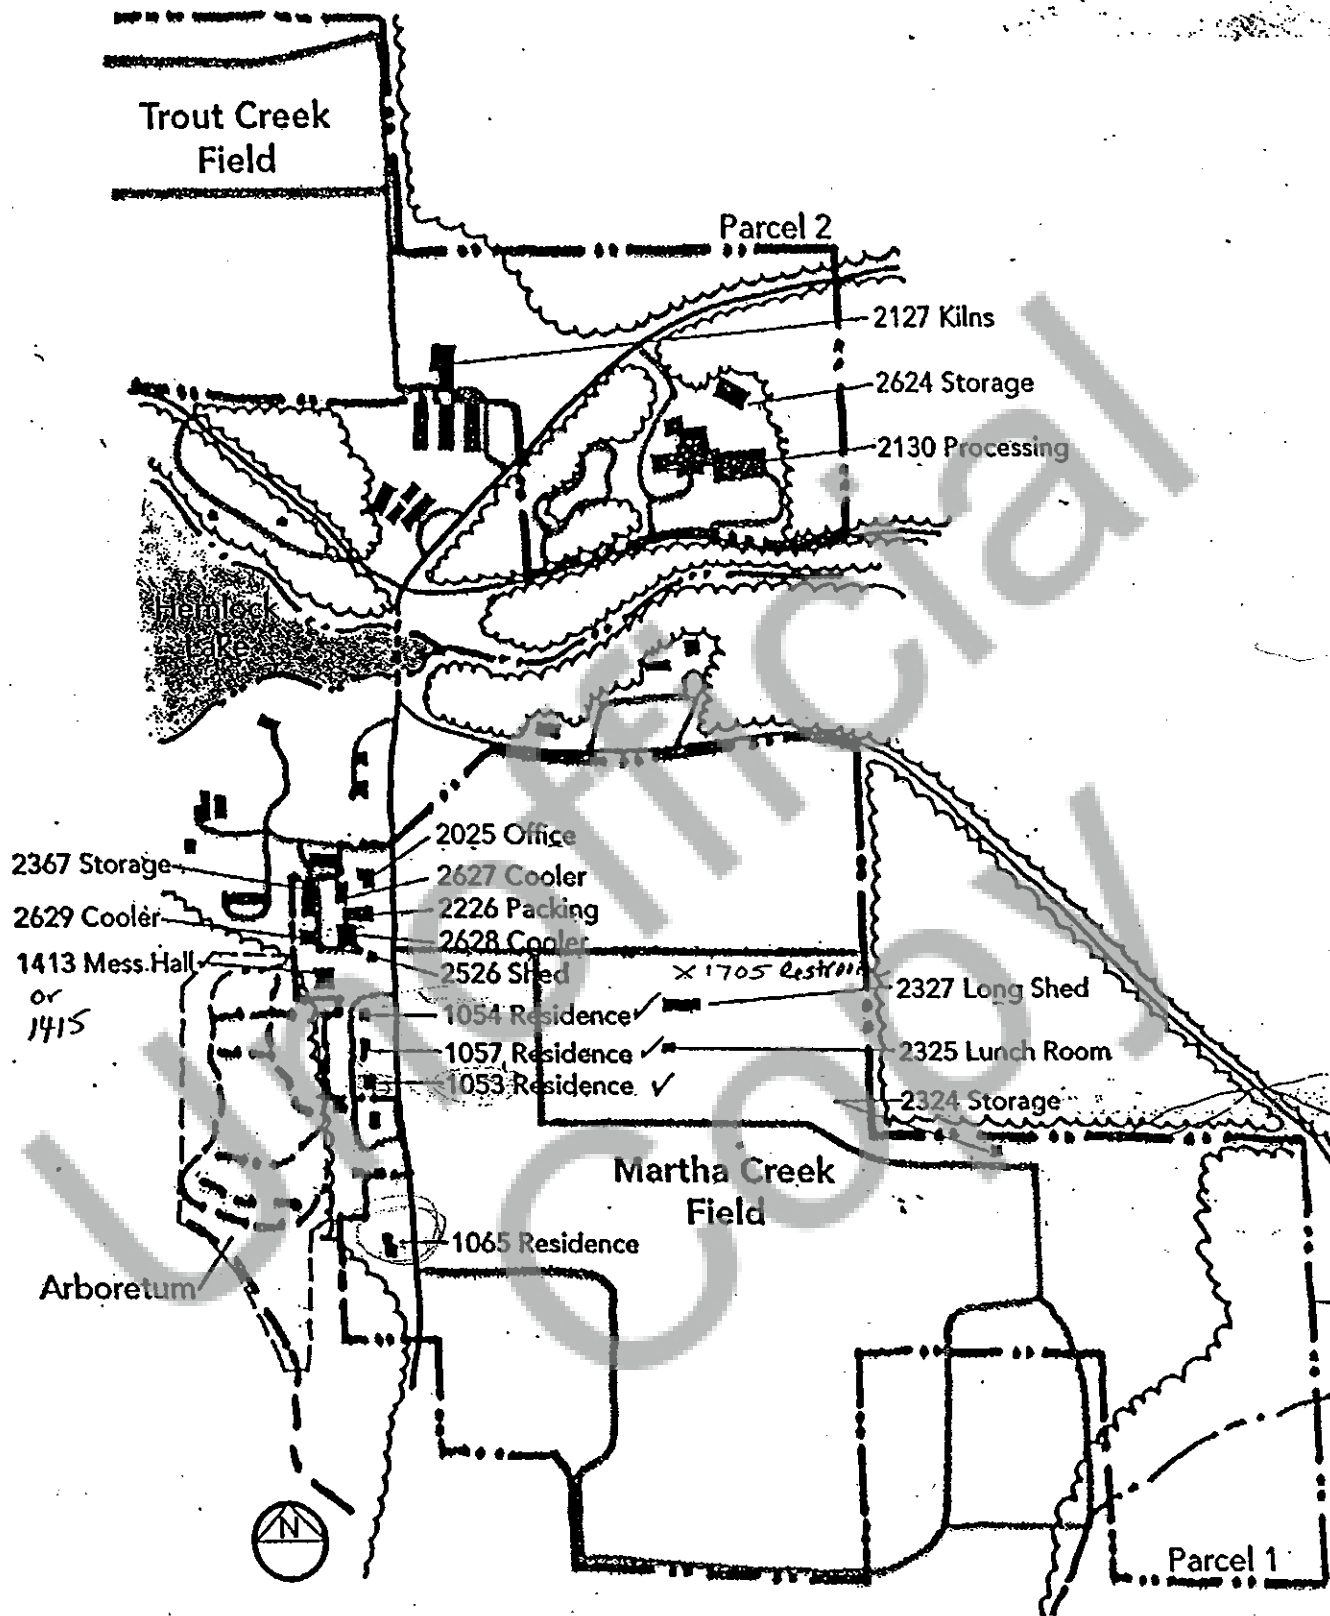 Trout Creek
Field
Parcel 2
2127 Kilns
2624 Storage
2130 Processing
Hemlock
Lake
2025 Office
2367 Storage
2627 Cooler
2226 Packing
2629 Cooler
2628 Cooler
1413 Mess Hall
or
1415
2526 Shed
X 1705 Restroom
2327 Long Shed
1054 Residence ✓
1057 Residence ✓
2325 Lunch Room
1053 Residence ✓
2324 Storage
Martha Creek
Field
1065 Residence
Arboretum
N
Parcel 1
Unofficial
Copy